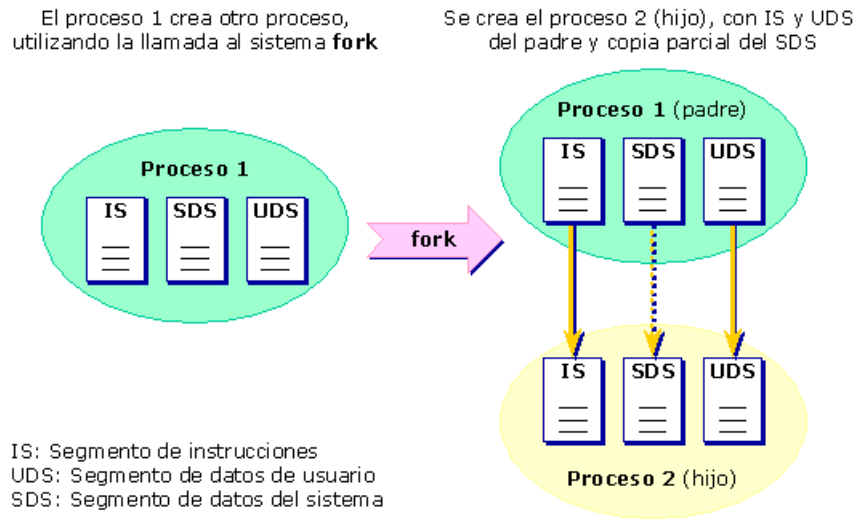 El proceso 1 crea otro proceso,
utilizando la llamada al sistema fork
Se crea el proceso 2 (hijo), con IS y UDS
del padre y copia parcial del SDS
Proceso 1
IS
SDS
UDS
fork
Proceso 1 (padre)
IS
SDS
UDS
IS
SDS
UDS
Proceso 2 (hijo)
IS: Segmento de instrucciones
UDS: Segmento de datos de usuario
SDS: Segmento de datos del sistema